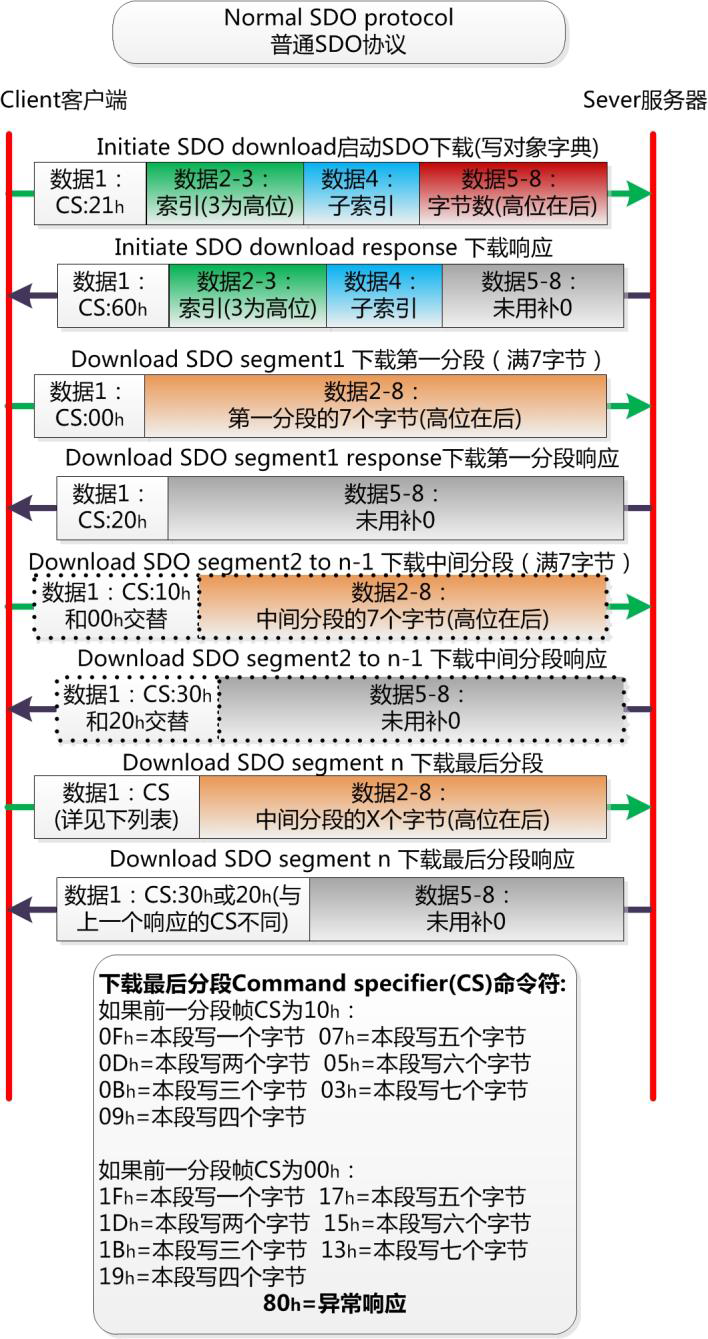 Normal SDO protocol
普通SDO协议
Client客户端
Sever服务器
Initiate SDO download启动SDO下载(写对象字典)
数据1：
CS:21h
数据2-3：
索引(3为高位)
数据4：
子索引
数据5-8：
字节数(高位在后)
Initiate SDO download response 下载响应
数据1：
CS:60h
数据2-3：
索引(3为高位)
数据4：
子索引
数据5-8：
未用补0
Download SDO segment1 下载第一分段（满7字节）
数据1：
CS:00h
数据2-8：
第一分段的7个字节(高位在后)
Download SDO segment1 response下载第一分段响应
数据1：
CS:20h
数据5-8：
未用补0
Download SDO segment2 to n-1 下载中间分段（满7字节）
数据1：CS:10h
和00h交替
数据2-8：
中间分段的7个字节(高位在后)
Download SDO segment2 to n-1 下载中间分段响应
数据1：CS:30h
和20h交替
数据5-8：
未用补0
Download SDO segment n 下载最后分段
数据1：CS
(详见下列表)
数据2-8：
中间分段的X个字节(高位在后)
Download SDO segment n 下载最后分段响应
数据1：CS:30h或20h(与
上一个响应的CS不同)
数据5-8：
未用补0
下载最后分段Command specifier(CS)命令符:
如果前一分段帧CS为10h：
0Fh=本段写一个字节 07h=本段写五个字节
0Dh=本段写两个字节 05h=本段写六个字节
0Bh=本段写三个字节 03h=本段写七个字节
09h=本段写四个字节
如果前一分段帧CS为00h：
1Fh=本段写一个字节 17h=本段写五个字节
1Dh=本段写两个字节 15h=本段写六个字节
1Bh=本段写三个字节 13h=本段写七个字节
19h=本段写四个字节
80h=异常响应